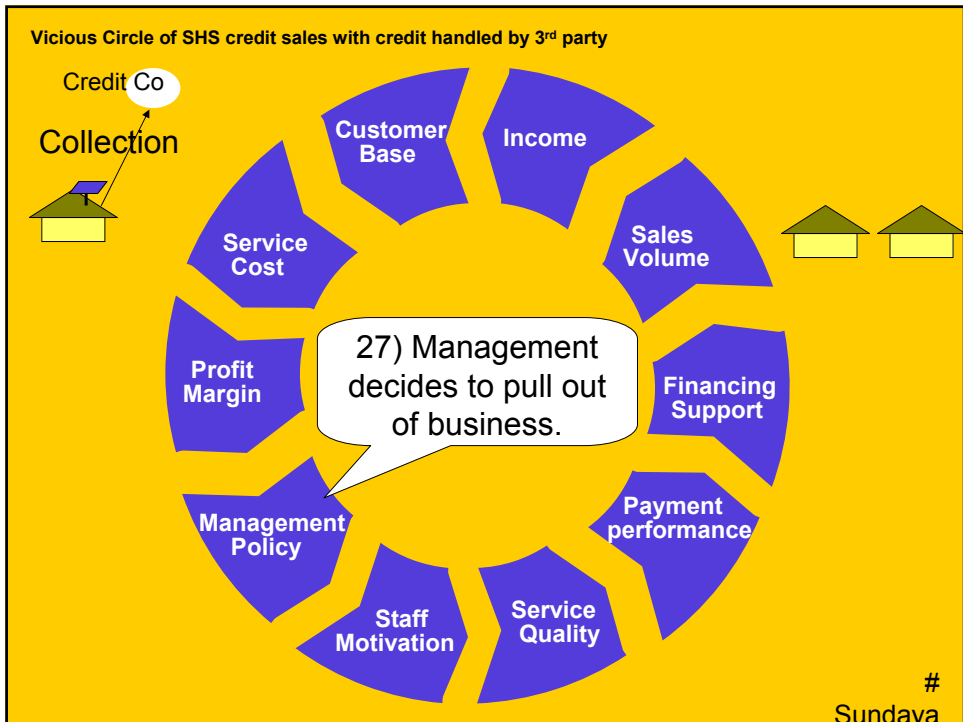 Vicious Circle of SHS credit sales with credit handled by 3rd party
Credit Co
Collection
Customer
Base
Income
Sales
Volume
Financing
Support
Payment
performance
Service
Quality
Staff
Motivation
Management
Policy
Profit
Margin
Service
Cost
27) Management
decides to pull out
of business.
#
Sundaya